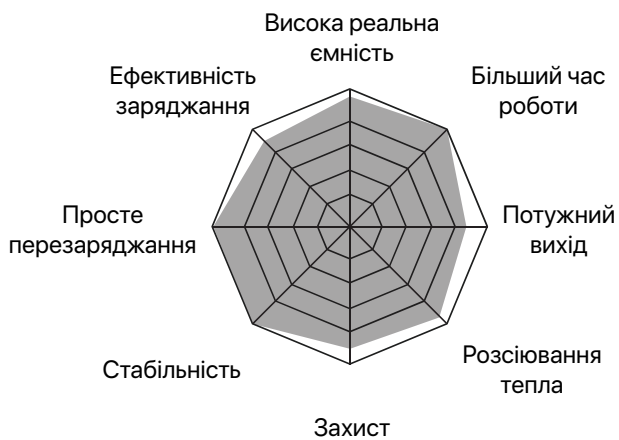 Висока реальна
ємність
Більший час
роботи
Потужний
вихід
Розсіювання
тепла
Захист
Стабільність
Просте
перезаряджання
Ефективність
заряджання